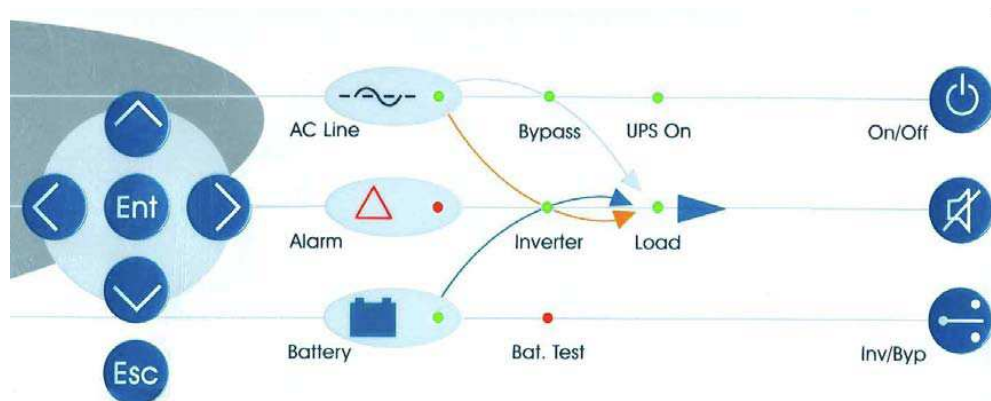 AC Line
Bypass
UPS On
On/Off
Ent
Alarm
Inverter
Load
Battery
Bat. Test
Inv/Byp
Esc